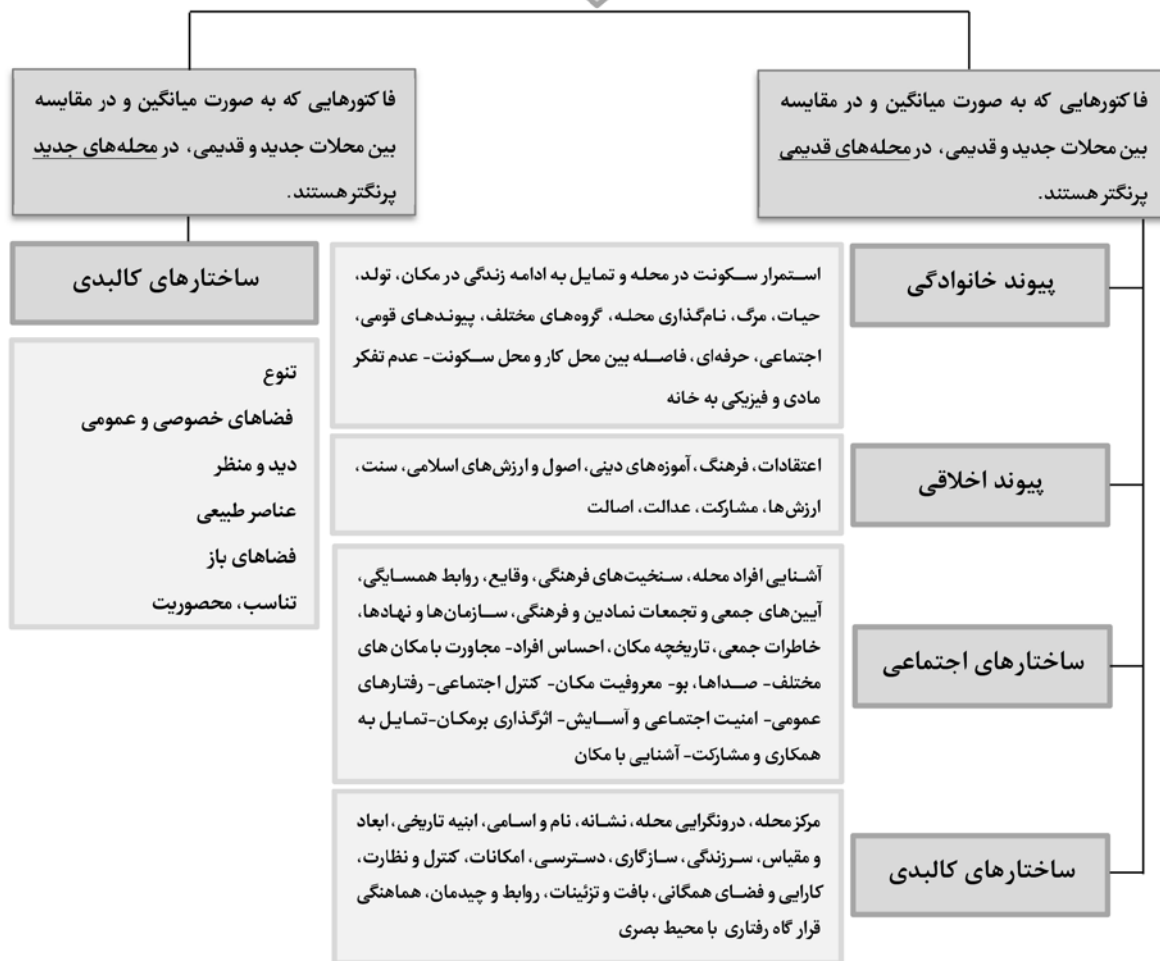 فاکتورهایی که به صورت میانگین و در مقایسه
بین محلات جدید و قدیمی، در محله‌های قدیمی
پرنگتر هستند.
پیوند خانوادگی
استمرار سکونت در محله و تمایل به ادامه زندگی در مکان، تولد،
حیات، مرگ، نام‌گذاری محله، گروه‌های مختلف، پیوندهای قومی،
اجتماعی، حرفه‌ای، فاصله بین محل کار و محل سکونت- عدم تفکر
مادی و فیزیکی به خانه
پیوند اخلاقی
اعتقادات، فرهنگ، آموزه‌های دینی، اصول و ارزش‌های اسلامی، سنت،
ارزش‌ها، مشارکت، عدالت، اصالت
ساختارهای اجتماعی
آشنایی افراد محله، سنخیت‌های فرهنگی، وقایع، روابط همسایگی،
آیین‌های جمعی و تجمعات نمادین و فرهنگی، سازمان‌ها و نهادها،
خاطرات جمعی، تاریخچه مکان، احساس افراد- مجاورت با مکان های
مختلف- صداها، بو- معروفیت مکان- کنترل اجتماعی- رفتارهای
عمومی- امنیت اجتماعی و آسایش- اثرگذاری برمکان-تمایل به
همکاری و مشارکت- آشنایی با مکان
ساختارهای کالبدی
مرکز محله، درونگرایی محله، نشانه، نام و اسامی، ابنیه تاریخی، ابعاد
و مقیاس، سرزندگی، سازگاری، دسترسی، امکانات، کنترل و نظارت،
کارایی و فضای همگانی، بافت و تزئینات، روابط و چیدمان، هماهنگی
قرار گاه رفتاری با محیط بصری
فاکتورهایی که به صورت میانگین و در مقایسه
بین محلات جدید و قدیمی، در محله‌های جدید
پرنگتر هستند.
ساختارهای کالبدی
تنوع
فضاهای خصوصی و عمومی
دید و منظر
عناصر طبیعی
فضاهای باز
تناسب، محصوریت